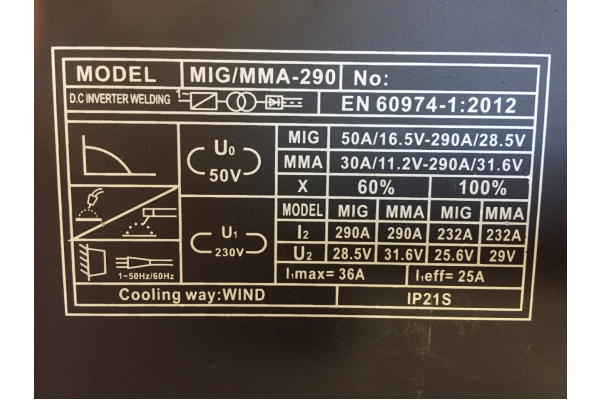 MODEL MIG/MMA-290 No:
D.C INVERTER WELDING 1~ EN 60974-1:2012
U₀ 50V
MIG 50A/16.5V-290A/28.5V
MMA 30A/11.2V-290A/31.6V
X 60% 100%
U₁ 230V
MODEL MIG MMA MIG MMA
I₂ 290A 290A 232A 232A
U₂ 28.5V 31.6V 25.6V 29V
1~50Hz/60Hz
I₁max= 36A I₁eff= 25A
Cooling way:WIND IP21S